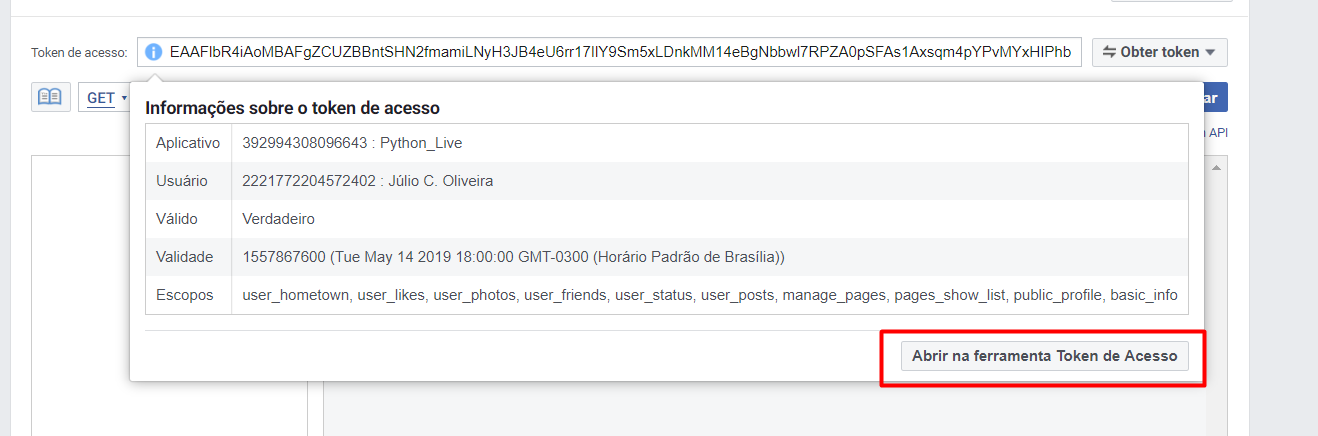 Token de acesso: EAAFlbR4iAoMBAFgZCUZBBntSHN2fmamiLNyH3JB4eU6rr17IlY9Sm5xLDnkMM14eBgNbbwl7RPZA0pSFAs1Axsqm4pYPvMYxHIPhb Obter token
GET ar
Informações sobre o token de acesso
API
Aplicativo 392994308096643 : Python_Live
Usuário 2221772204572402 : Júlio C. Oliveira
Válido Verdadeiro
Validade 1557867600 (Tue May 14 2019 18:00:00 GMT-0300 (Horário Padrão de Brasília))
Escopos user_hometown, user_likes, user_photos, user_friends, user_status, user_posts, manage_pages, pages_show_list, public_profile, basic_info
Abrir na ferramenta Token de Acesso